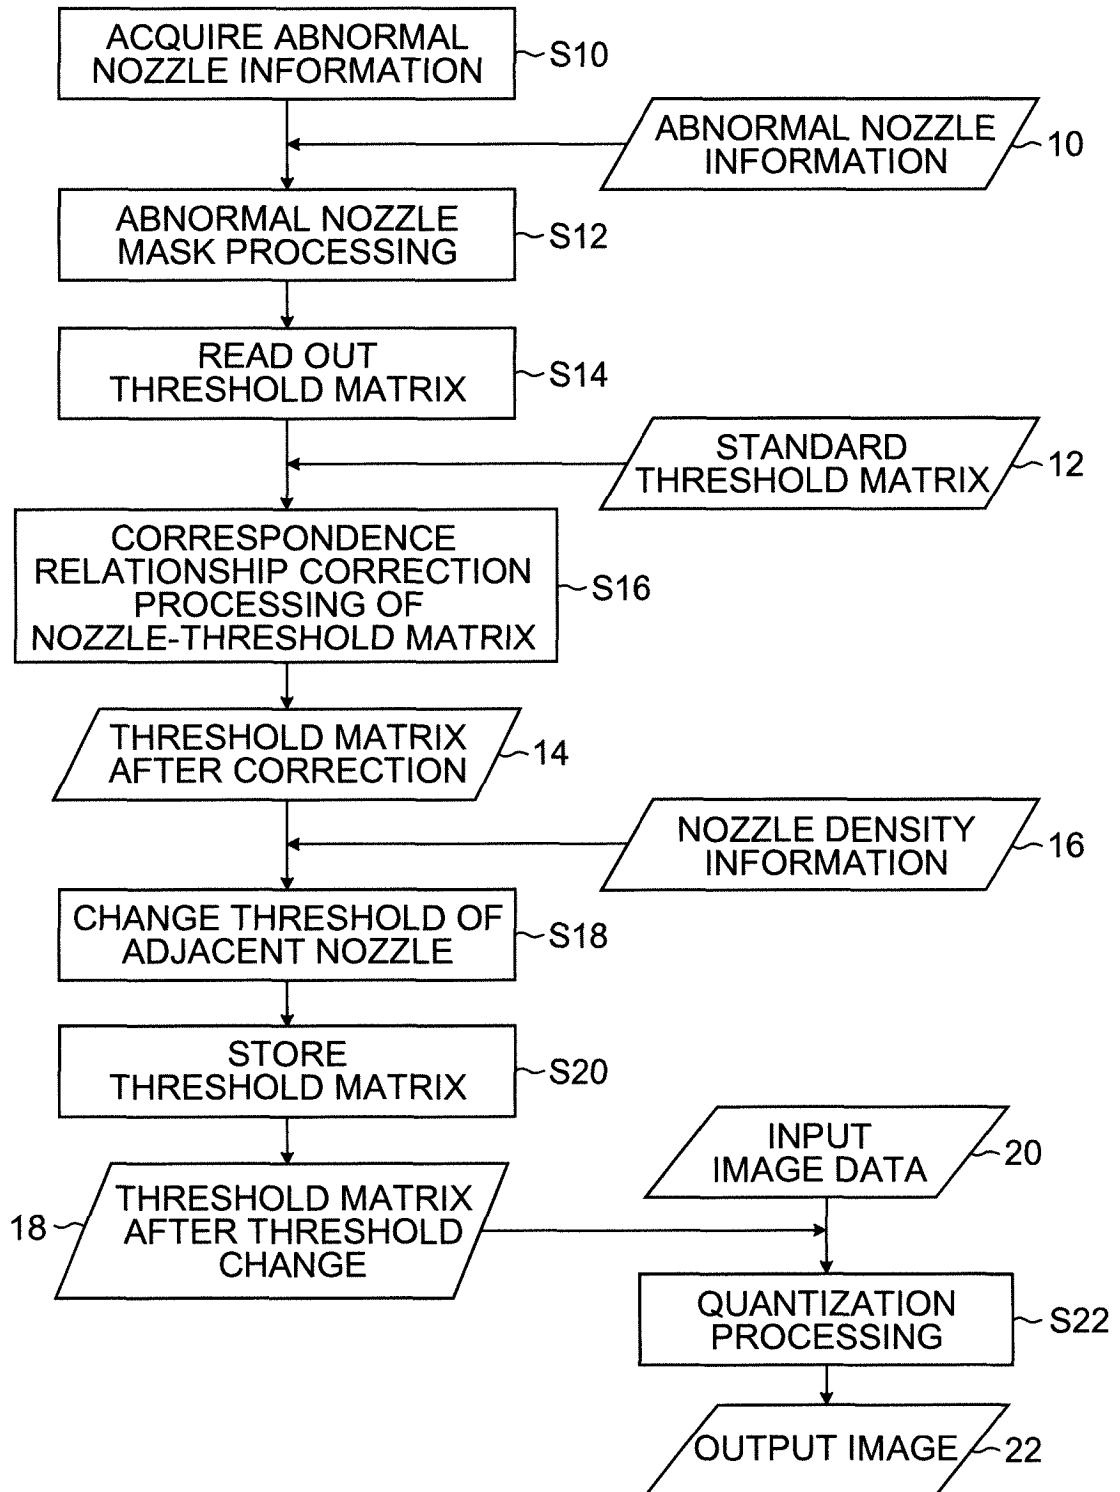 ACQUIRE ABNORMAL
NOZZLE INFORMATION
S10
ABNORMAL NOZZLE
INFORMATION
10
ABNORMAL NOZZLE
MASK PROCESSING
S12
READ OUT
THRESHOLD MATRIX
S14
STANDARD
THRESHOLD MATRIX
12
CORRESPONDENCE
RELATIONSHIP CORRECTION
PROCESSING OF
NOZZLE-THRESHOLD MATRIX
S16
THRESHOLD MATRIX
AFTER CORRECTION
14
NOZZLE DENSITY
INFORMATION
16
CHANGE THRESHOLD OF
ADJACENT NOZZLE
S18
STORE
THRESHOLD MATRIX
S20
INPUT
IMAGE DATA
20
18
THRESHOLD MATRIX
AFTER THRESHOLD
CHANGE
QUANTIZATION
PROCESSING
S22
OUTPUT IMAGE
22